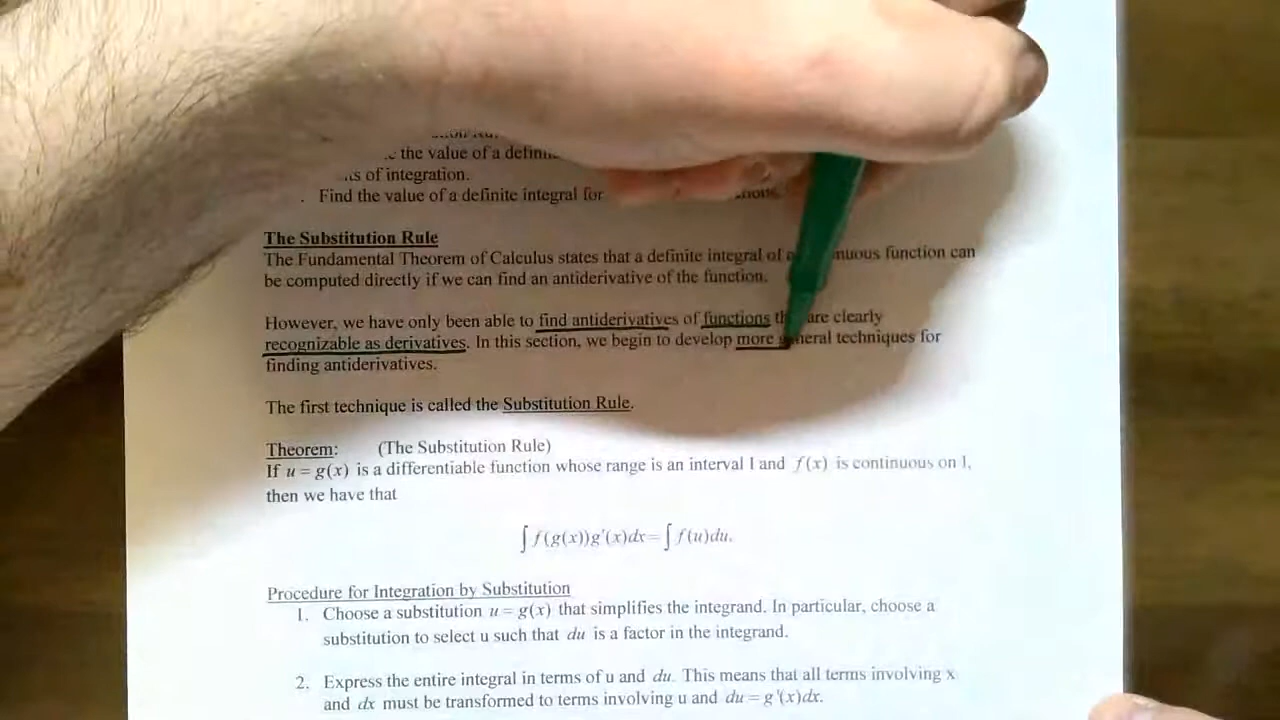 the value of a
of integration.
Find the value of a definite integral for
The Substitution Rule
The Fundamental Theorem of Calculus states that a definite integral of function can
be computed directly if we can find an antiderivative of the function.
However, we have only been able to find antiderivatives of functions are clearly
recognizable as derivatives. In this section, we begin to develop more general techniques for
finding antiderivatives.
The first technique is called the Substitution Rule.
Theorem: (The Substitution Rule)
If u = g(x) is a differentiable function whose range is an interval I and f(x) is continuous on I,
then we have that
∫ f(g(x))g'(x)dx = ∫ f(u)du.
Procedure for Integration by Substitution
1. Choose a substitution u = g(x) that simplifies the integrand. In particular, choose a
substitution to select u such that du is a factor in the integrand.
2. Express the entire integral in terms of u and du. This means that all terms involving x
and dx must be transformed to terms involving u and du = g'(x)dx.